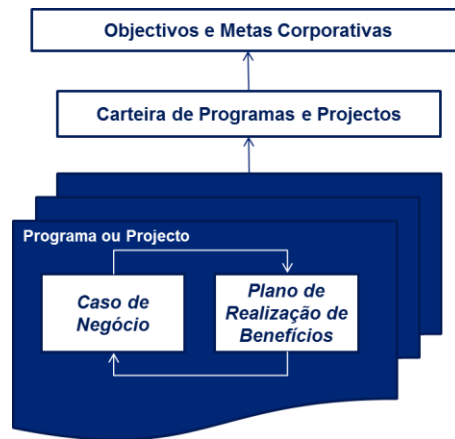 Objectivos e Metas Corporativas
Carteira de Programas e Projectos
Programa ou Projecto
Caso de
Negócio
Plano de
Realização de
Benefícios